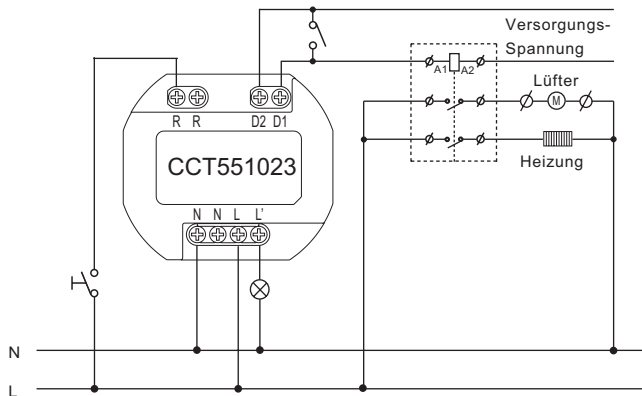 Versorgungs-
Spannung
A1 A2
Lüfter
M
R R D2 D1
CCT551023
Heizung
N N L L'
N
L